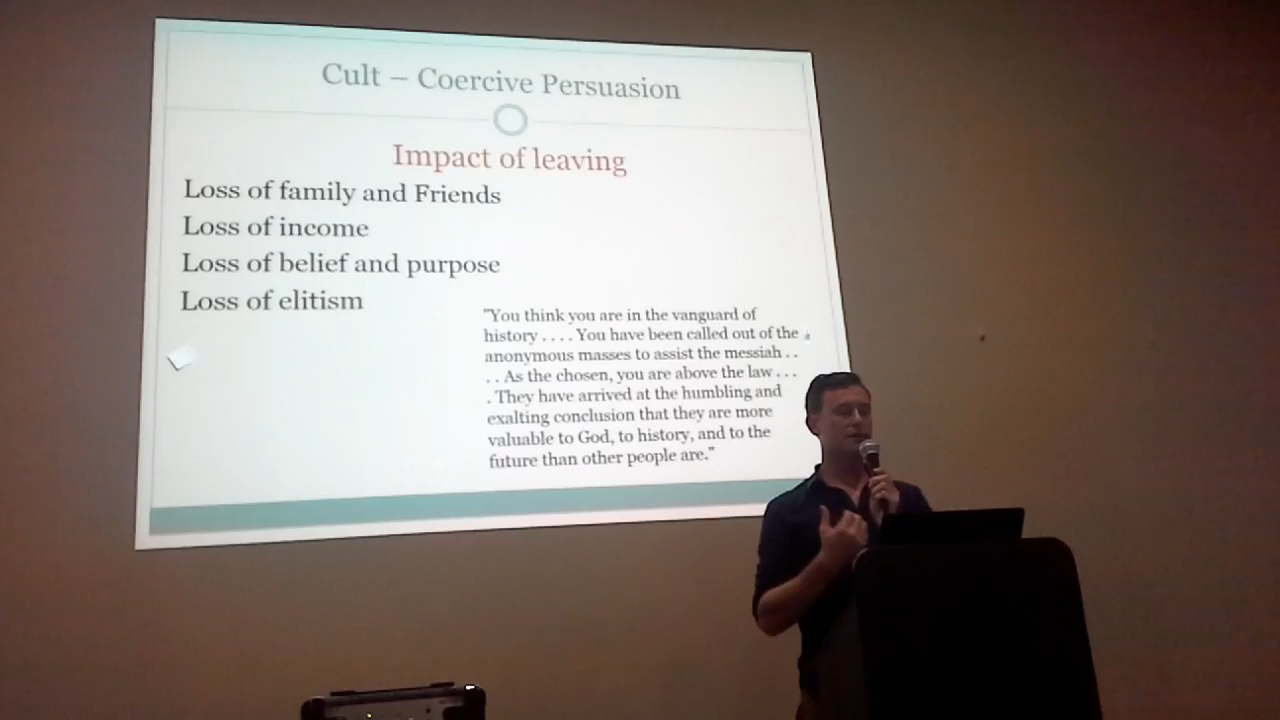 Cult – Coercive Persuasion
Impact of leaving
Loss of family and Friends
Loss of income
Loss of belief and purpose
Loss of elitism
"You think you are in the vanguard of
history . . . . You have been called out of the
anonymous masses to assist the messiah . .
. . As the chosen, you are above the law . . .
. They have arrived at the humbling and
exalting conclusion that they are more
valuable to God, to history, and to the
future than other people are."